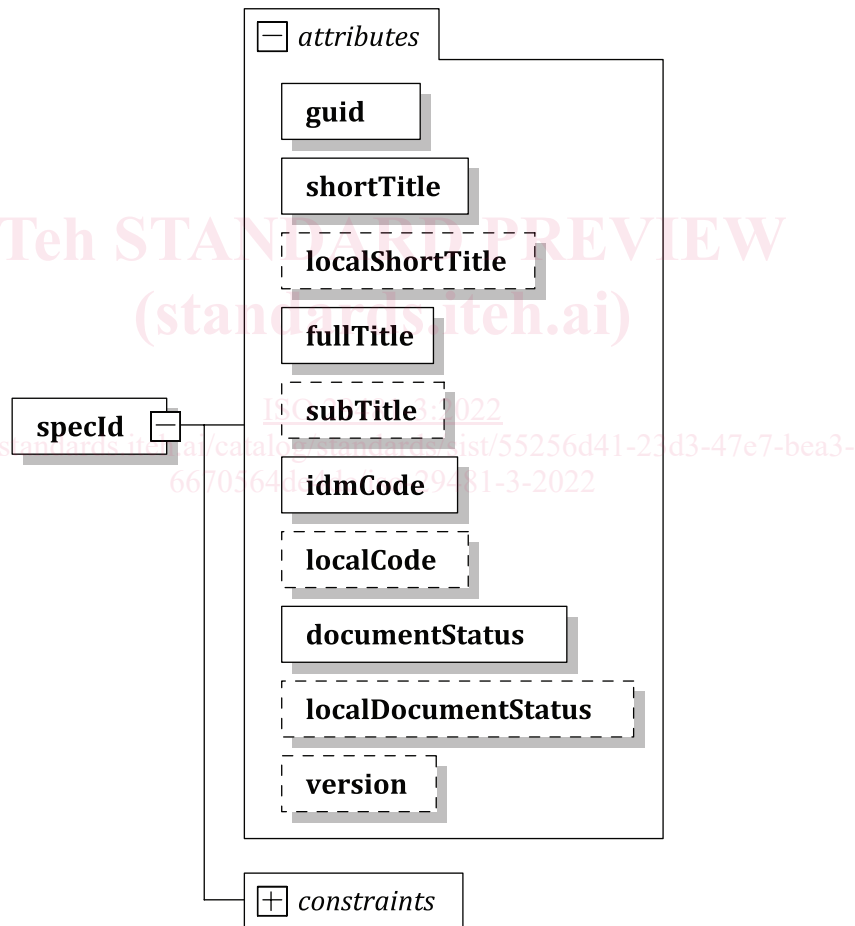 attributes
guid
shortTitle
Teh STANDARD PREVIEW
localShortTitle
(standards.iteh.ai)
fullTitle
subTitle
specId
idmCode
localCode
documentStatus
localDocumentStatus
version
constraints